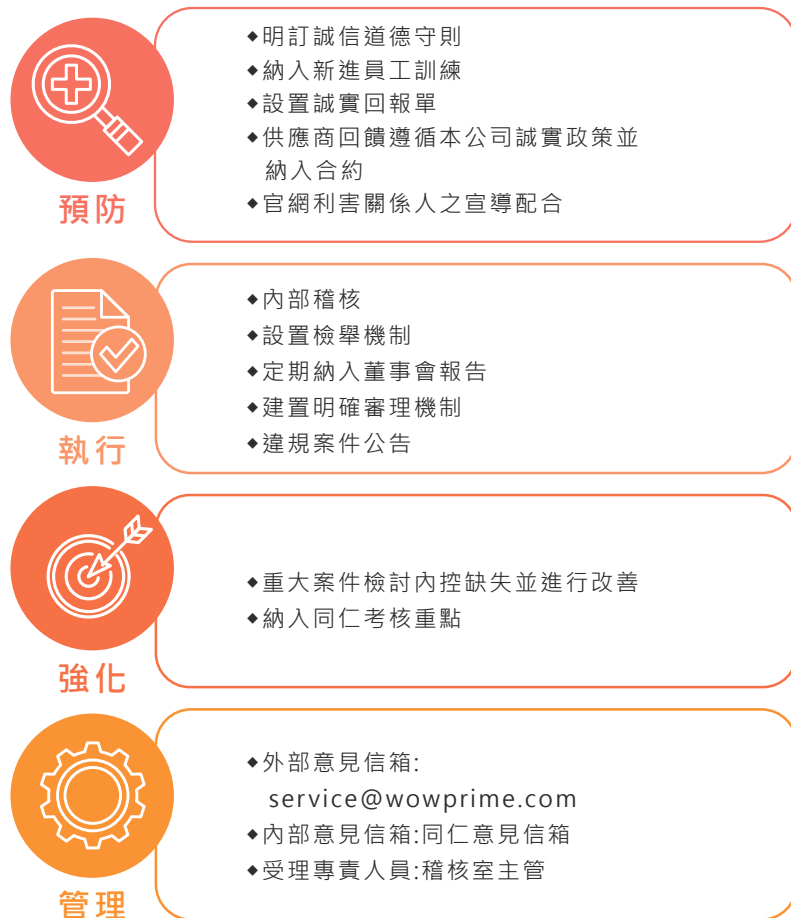 ◆明訂誠信道德守則
◆納入新進員工訓練
◆設置誠實回報單
◆供應商回饋遵循本公司誠實政策並
納入合約
◆官網利害關係人之宣導配合
預防
◆內部稽核
◆設置檢舉機制
◆定期納入董事會報告
◆建置明確審理機制
◆違規案件公告
執行
◆重大案件檢討內控缺失並進行改善
◆納入同仁考核重點
強化
◆外部意見信箱:
service@wowprime.com
◆內部意見信箱:同仁意見信箱
◆受理專責人員:稽核室主管
管理